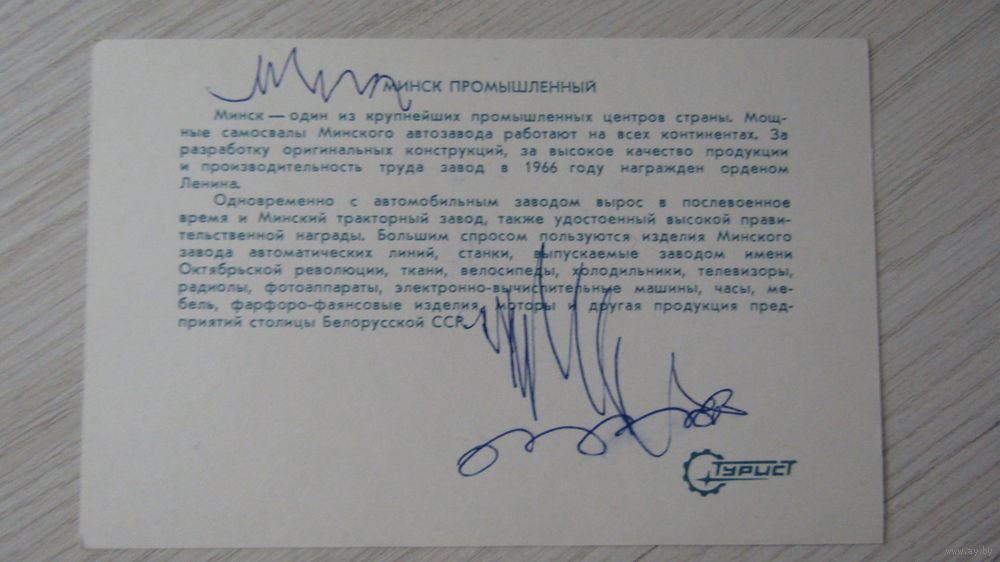 МИНСК ПРОМЫШЛЕННЫЙ
Минск — один из крупнейших промышленных центров страны. Мощ-
ные самосвалы Минского автозавода работают на всех континентах. За
разработку оригинальных конструкций, за высокое качество продукции
и производительность труда завод в 1966 году награжден орденом
Ленина.
Одновременно с автомобильным заводом вырос в послевоенное
время и Минский тракторный завод, также удостоенный высокой прави-
тельственной награды. Большим спросом пользуются изделия Минского
завода автоматических линий, станки, выпускаемые заводом имени
Октябрьской революции, ткани, велосипеды, холодильники, телевизоры,
радиолы, фотоаппараты, электронно-вычислительные машины, часы, ме-
бель, фарфоро-фаянсовые изделия, моторы и другая продукция пред-
приятий столицы Белорусской ССР.
ТУРИСТ
www.ay.by